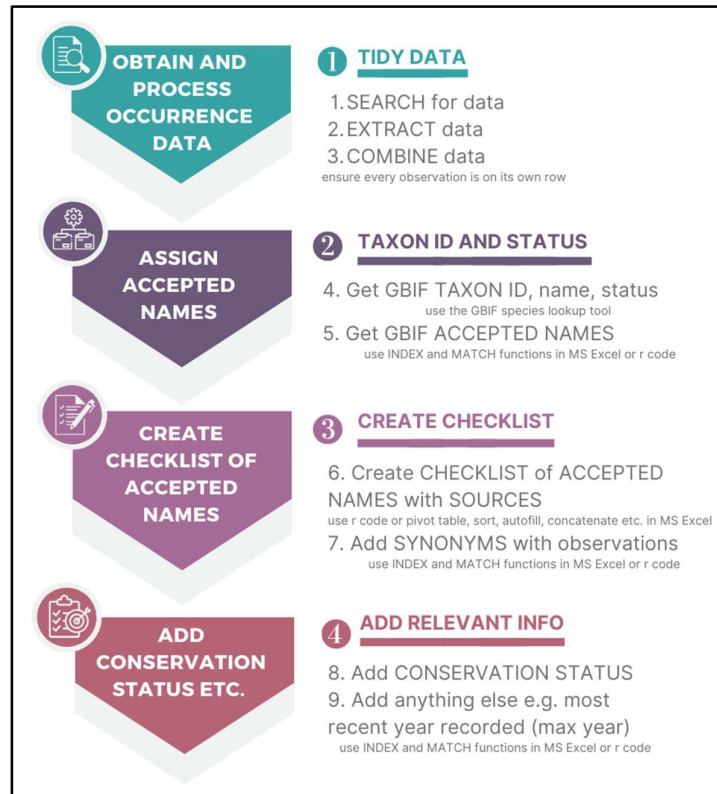 OBTAIN AND
PROCESS
OCCURRENCE
DATA
1 TIDY DATA
1. SEARCH for data
2. EXTRACT data
3. COMBINE data
ensure every observation is on its own row
ASSIGN
ACCEPTED
NAMES
2 TAXON ID AND STATUS
4. Get GBIF TAXON ID, name, status
use the GBIF species lookup tool
5. Get GBIF ACCEPTED NAMES
use INDEX and MATCH functions in MS Excel or r code
CREATE
CHECKLIST OF
ACCEPTED
NAMES
3 CREATE CHECKLIST
6. Create CHECKLIST of ACCEPTED
NAMES with SOURCES
use r code or pivot table, sort, autofill, concatenate etc. in MS Excel
7. Add SYNONYMS with observations
use INDEX and MATCH functions in MS Excel or r code
ADD
CONSERVATION
STATUS ETC.
4 ADD RELEVANT INFO
8. Add CONSERVATION STATUS
9. Add anything else e.g. most
recent year recorded (max year)
use INDEX and MATCH functions in MS Excel or r code